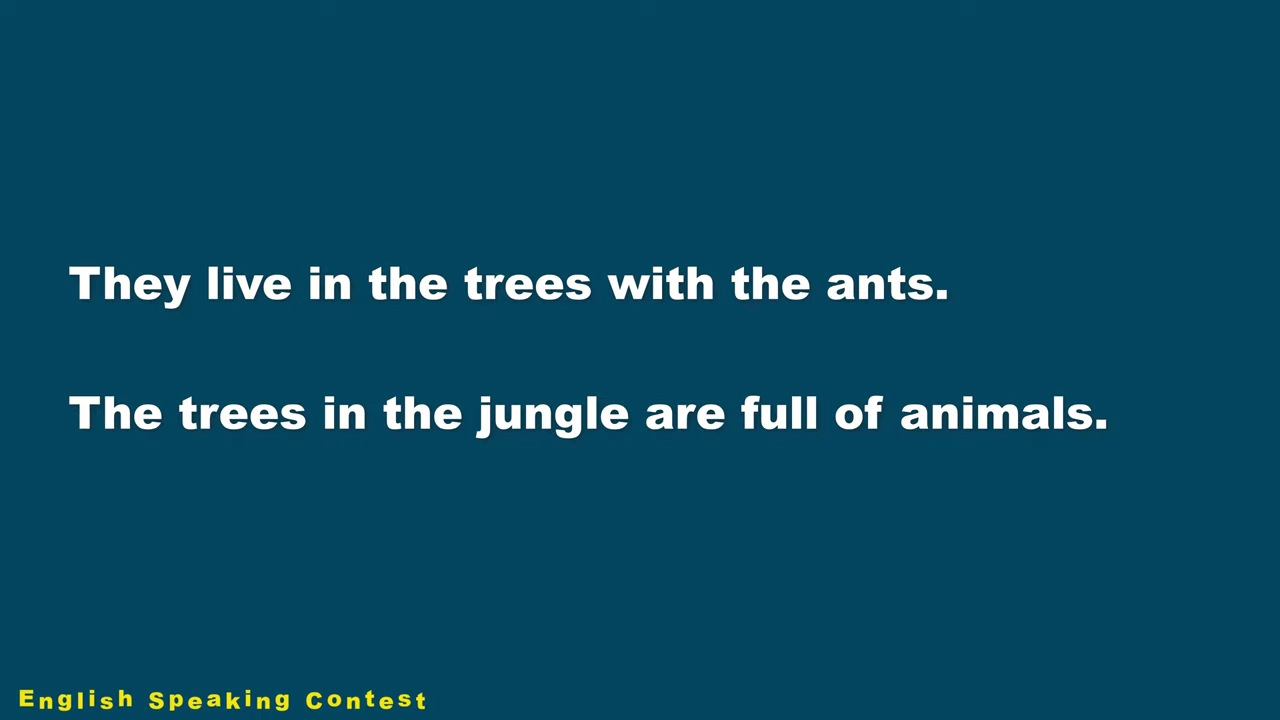 They live in the trees with the ants.
The trees in the jungle are full of animals.
English Speaking Contest